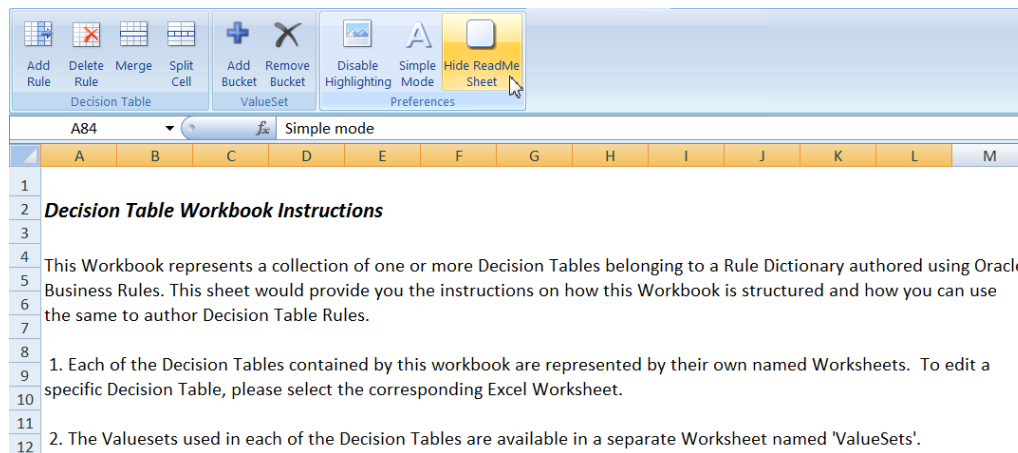 Add Rule
Delete Rule
Merge
Split Cell
Add Bucket
Remove Bucket
Disable Highlighting
Simple Mode
Hide ReadMe Sheet
Decision Table
ValueSet
Preferences
A84
fx
Simple mode
A B C D E F G H I J K L M
1
2
Decision Table Workbook Instructions
3
4
This Workbook represents a collection of one or more Decision Tables belonging to a Rule Dictionary authored using Oracle
5
Business Rules. This sheet would provide you the instructions on how this Workbook is structured and how you can use
6
the same to author Decision Table Rules.
7
8
1. Each of the Decision Tables contained by this workbook are represented by their own named Worksheets. To edit a
9
specific Decision Table, please select the corresponding Excel Worksheet.
10
11
2. The Valuesets used in each of the Decision Tables are available in a separate Worksheet named 'ValueSets'.
12